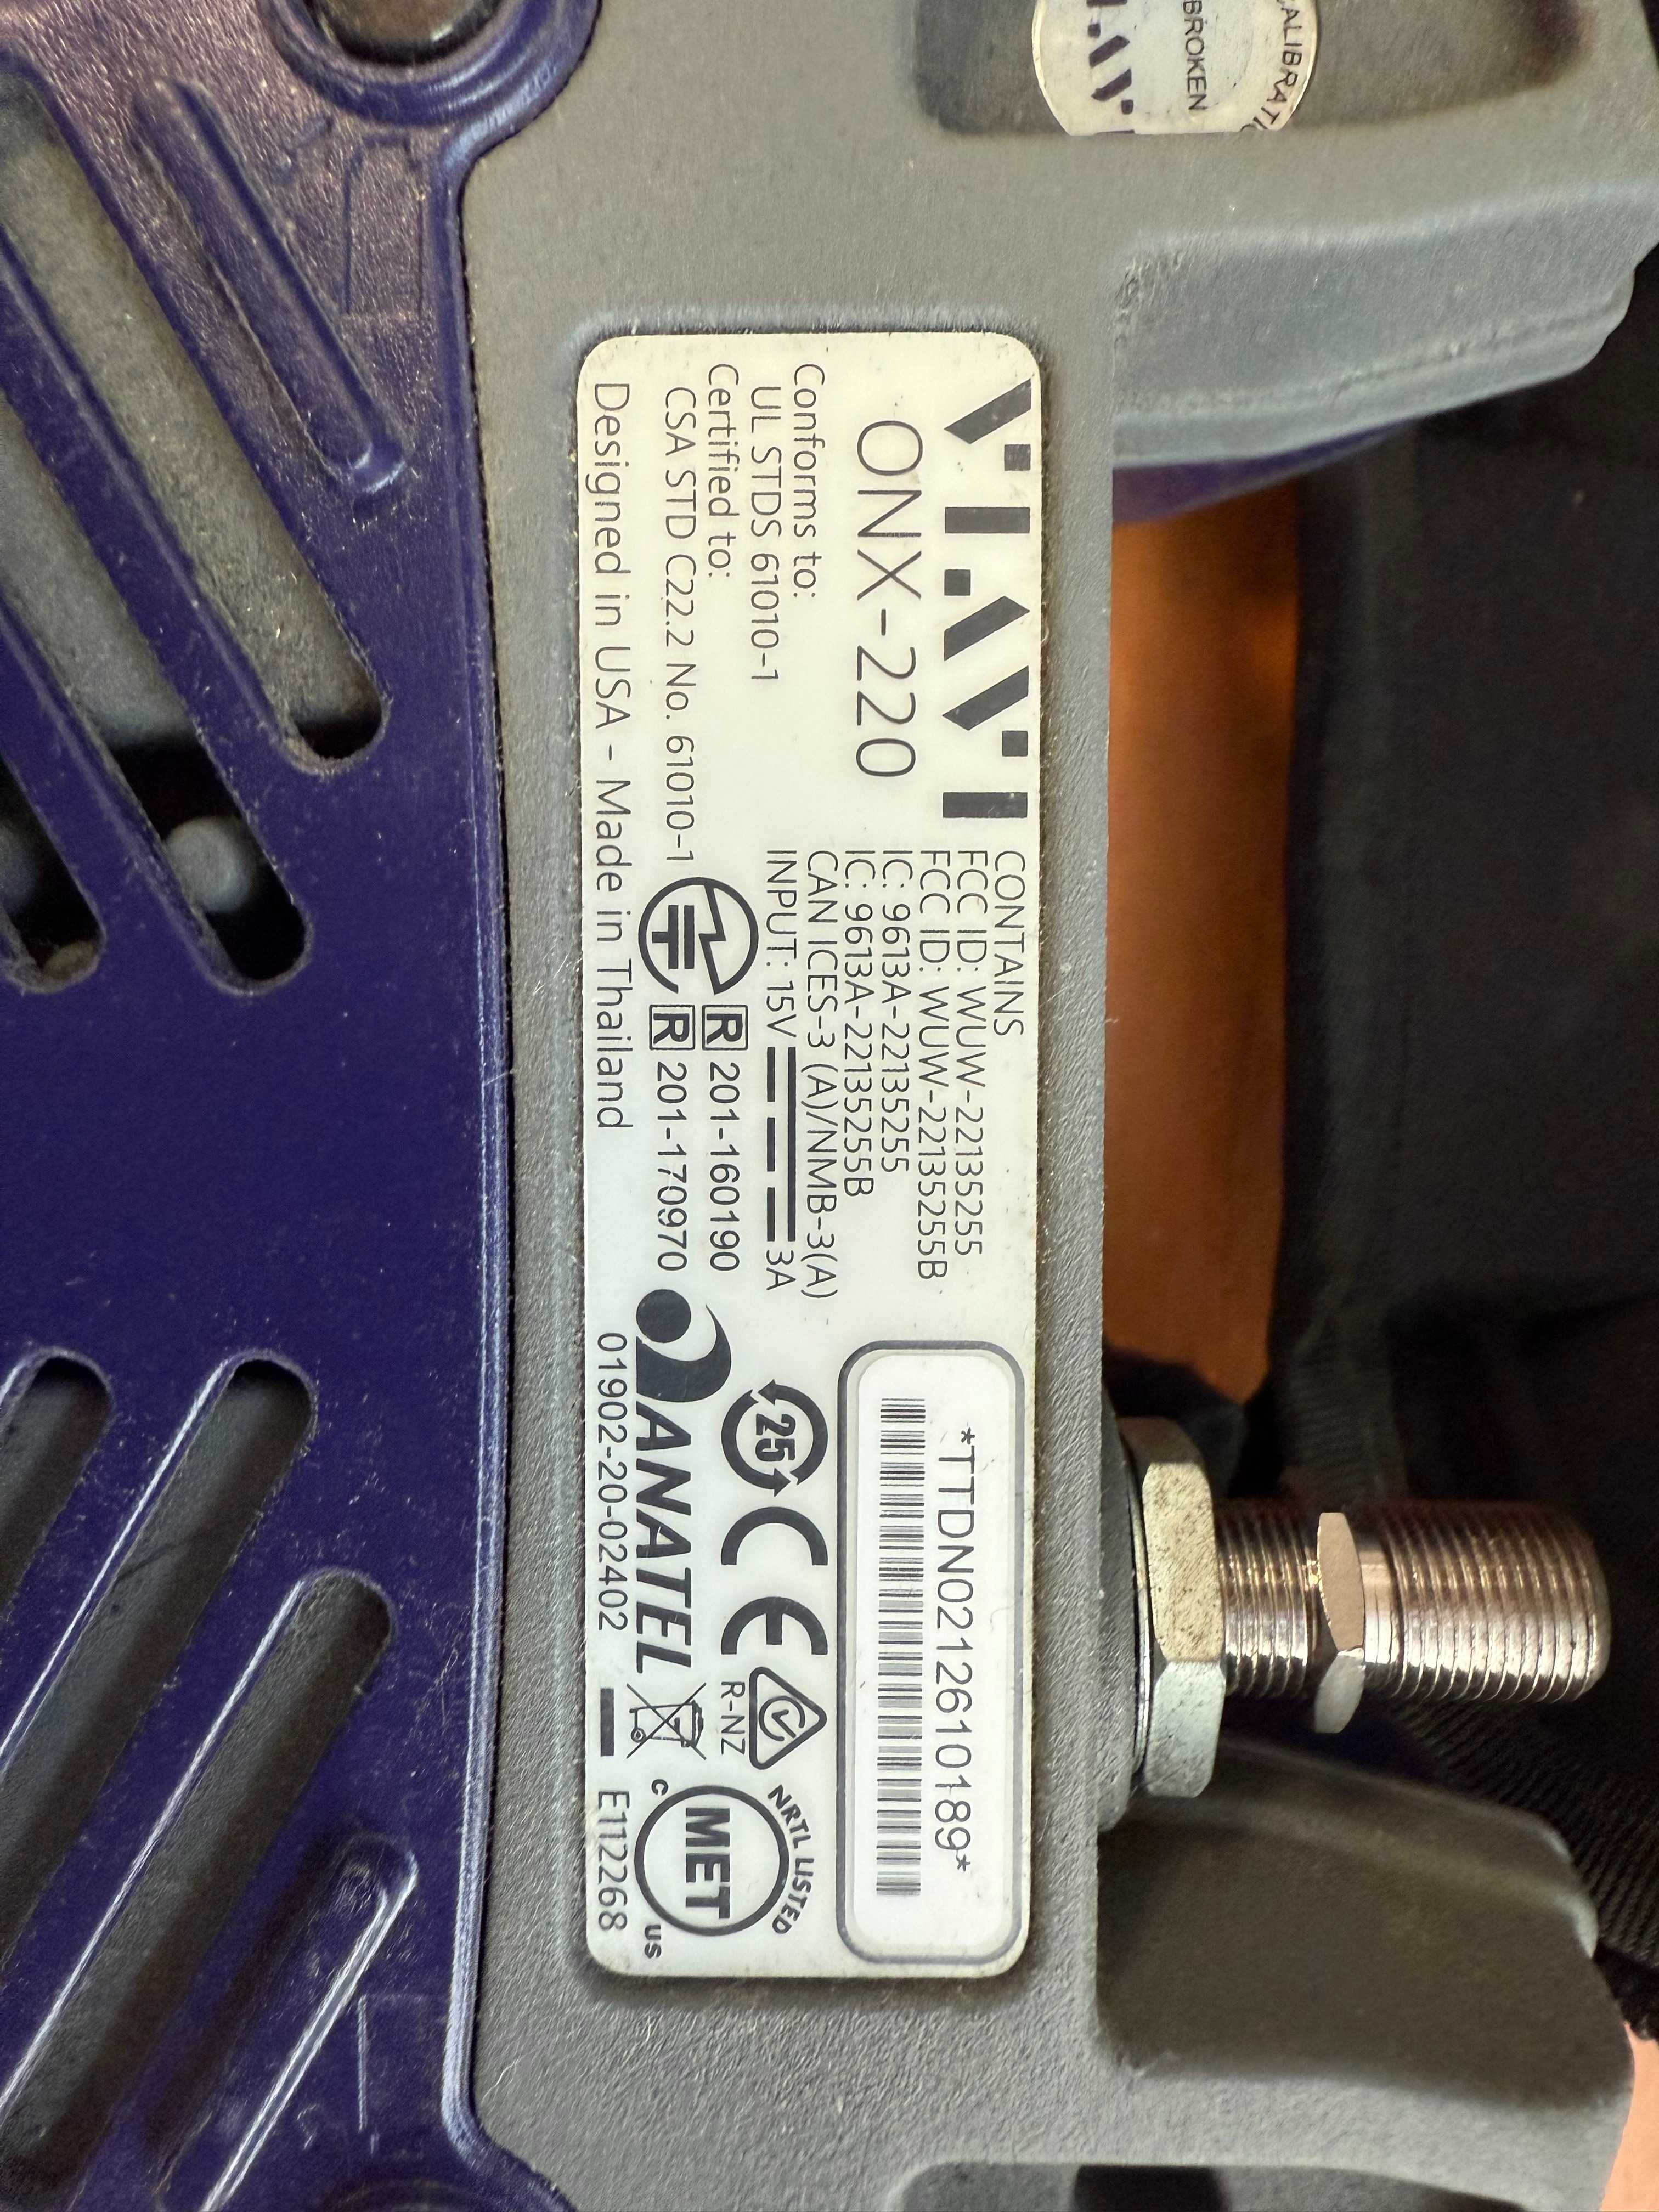 VIAVI
ONX-220
Conforms to:
UL STDS 61010-1
Certified to:
CSA STD C22.2 No. 61010-1
Designed in USA - Made in Thailand
CONTAINS
FCC ID: WUW-22135255
FCC ID: WUW-22135255B
IC: 9613A-22135255
IC: 9613A-22135255B
CAN ICES-3 (A)/NMB-3(A)
INPUT: 15V 3A
R 201-160190
R 201-170970
*TTDN0212610189*
25
CE
R-NZ
ANATEL
01902-20-02402
NRTL LISTED
MET
C US
E112268
BROKEN